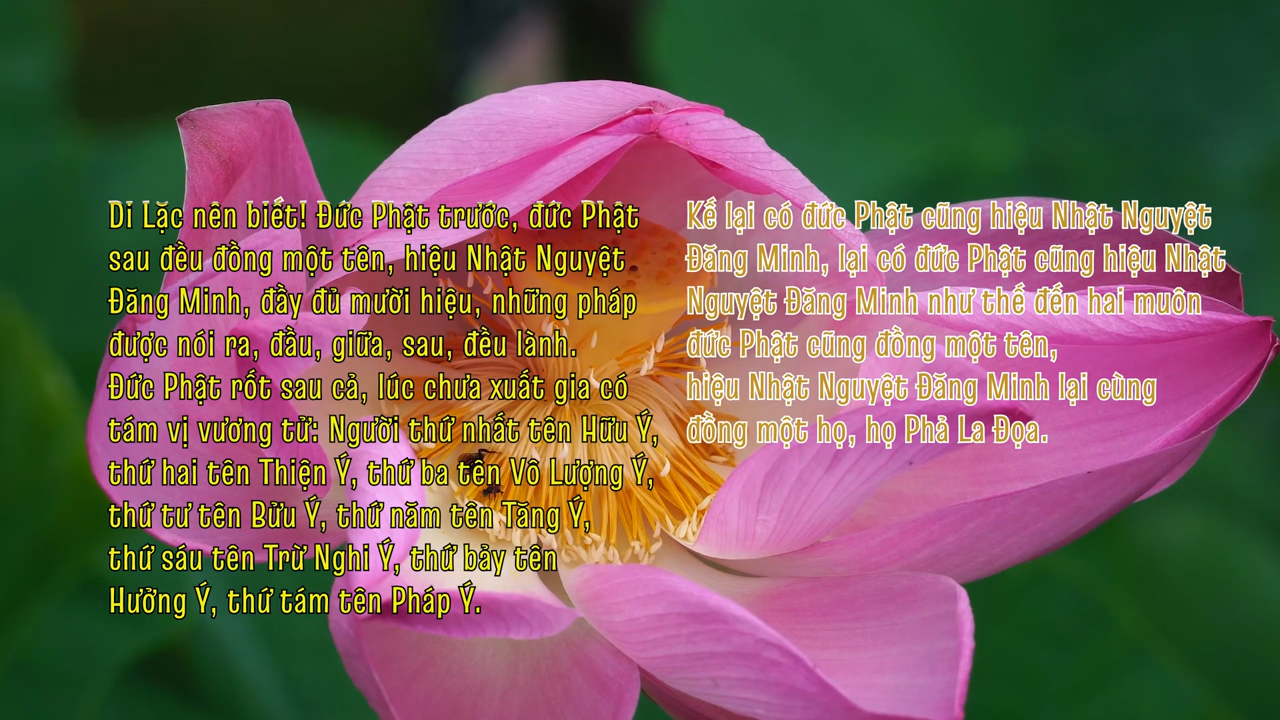 Di Lặc nên biết! Đức Phật trước, đức Phật
sau đều đồng một tên, hiệu Nhật Nguyệt
Đăng Minh, đầy đủ mười hiệu, những pháp
được nói ra, đầu, giữa, sau, đều lành.
Đức Phật rốt sau cả, lúc chưa xuất gia có
tám vị vương tử: Người thứ nhất tên Hữu Ý,
thứ hai tên Thiện Ý, thứ ba tên Vô Lượng Ý,
thứ tư tên Bửu Ý, thứ năm tên Tăng Ý,
thứ sáu tên Trừ Nghi Ý, thứ bảy tên
Hưởng Ý, thứ tám tên Pháp Ý.
Kế lại có đức Phật cũng hiệu Nhật Nguyệt
Đăng Minh, lại có đức Phật cũng hiệu Nhật
Nguyệt Đăng Minh như thế đến hai muôn
đức Phật cũng đồng một tên,
hiệu Nhật Nguyệt Đăng Minh lại cùng
đồng một họ, họ Phả La Đọa.